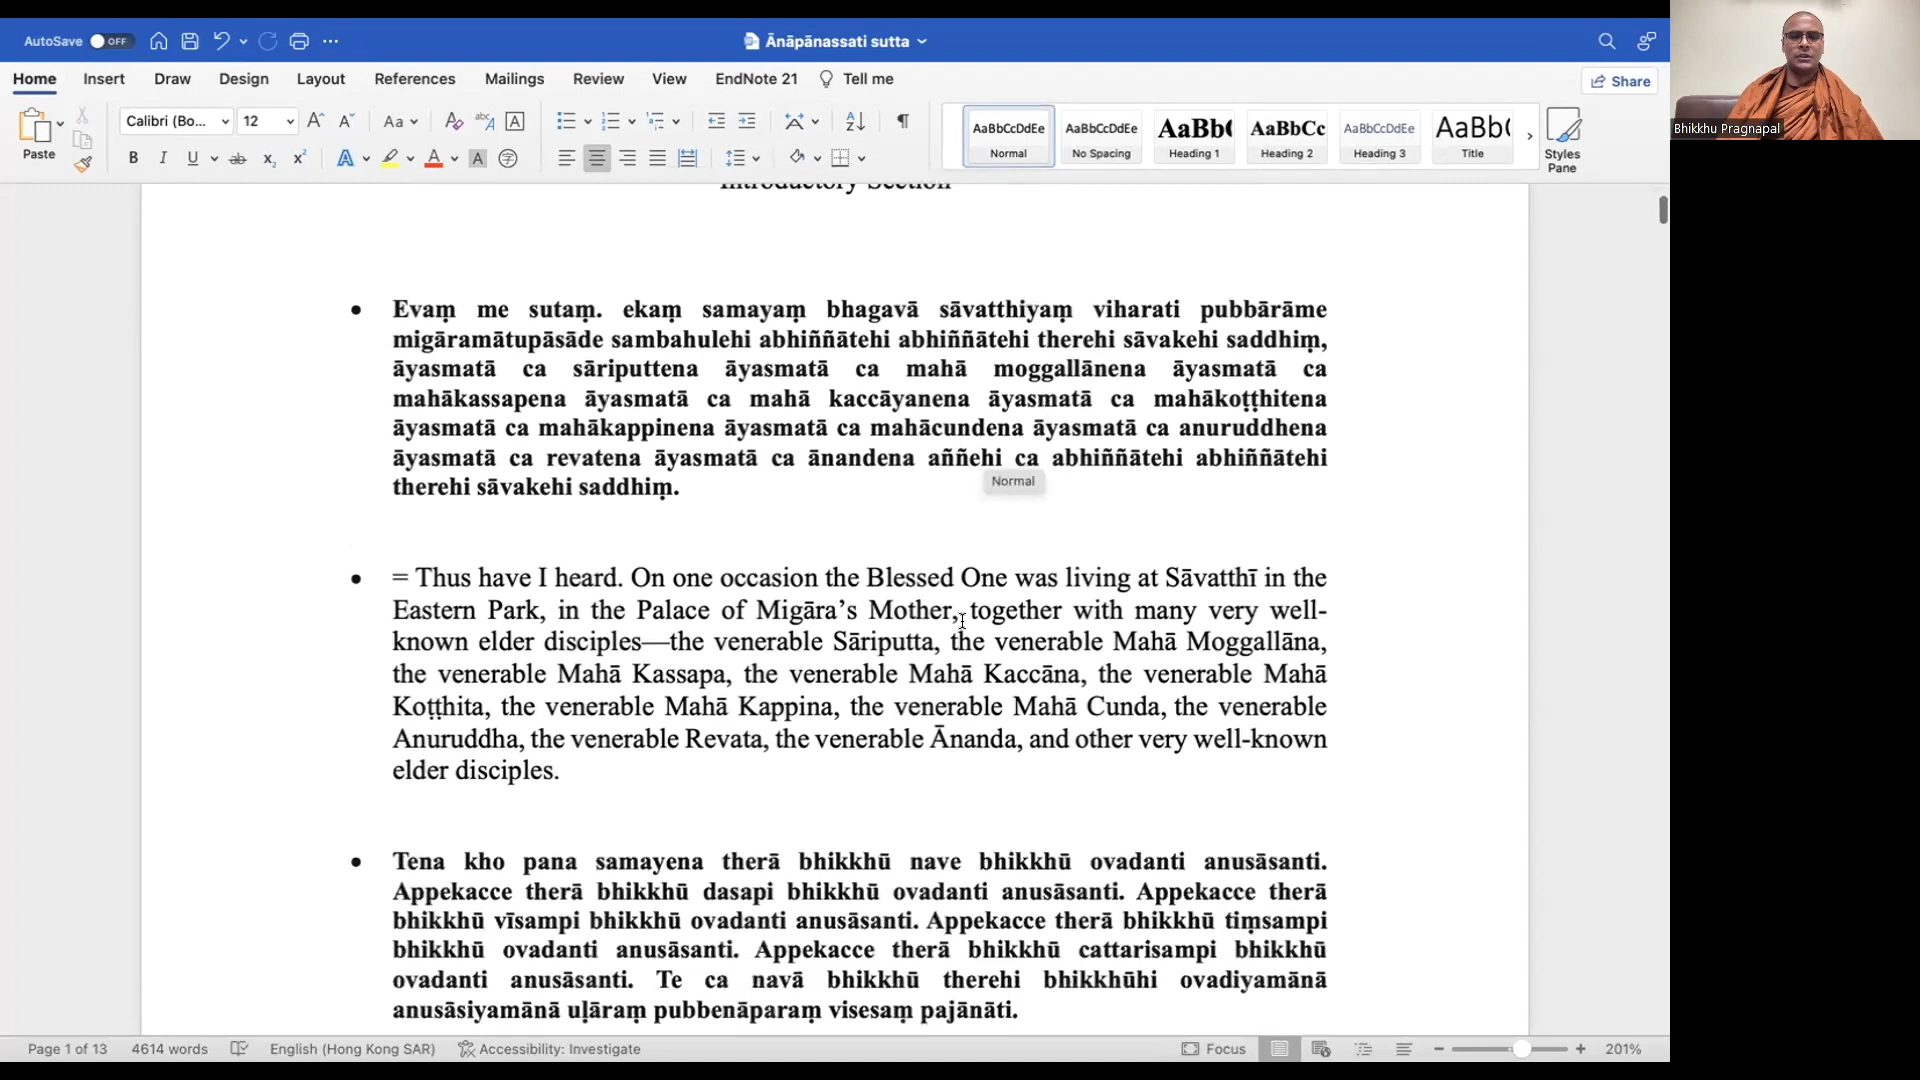 AutoSave OFF Ānāpānassati sutta
Home Insert Draw Design Layout References Mailings Review View EndNote 21 Tell me Share
Paste Calibri (Bo... 12 Aa
AaBbCcDdEe AaBbCcDdEe AaBb( AaBbCc AaBbCcDdEe AaBb(
Normal No Spacing Heading 1 Heading 2 Heading 3 Title Styles Pane
Bhikkhu Pragnapal
Introductory Section
• Evaṃ me sutaṃ. ekaṃ samayaṃ bhagavā sāvatthiyaṃ viharati pubbārāme
migāramātupāsāde sambahulehi abhiññātehi abhiññātehi therehi sāvakehi saddhiṃ,
āyasmatā ca sāriputtena āyasmatā ca mahā moggallānena āyasmatā ca
mahākassapena āyasmatā ca mahā kaccāyanena āyasmatā ca mahākoṭṭhitena
āyasmatā ca mahākappinena āyasmatā ca mahācundena āyasmatā ca anuruddhena
āyasmatā ca revatena āyasmatā ca ānandena aññehi ca abhiññātehi abhiññātehi
therehi sāvakehi saddhiṃ.
Normal
• = Thus have I heard. On one occasion the Blessed One was living at Sāvatthī in the
Eastern Park, in the Palace of Migāra’s Mother, together with many very well-
known elder disciples—the venerable Sāriputta, the venerable Mahā Moggallāna,
the venerable Mahā Kassapa, the venerable Mahā Kaccāna, the venerable Mahā
Koṭṭhita, the venerable Mahā Kappina, the venerable Mahā Cunda, the venerable
Anuruddha, the venerable Revata, the venerable Ānanda, and other very well-known
elder disciples.
• Tena kho pana samayena therā bhikkhū nave bhikkhū ovadanti anusāsanti.
Appekacce therā bhikkhū dasapi bhikkhū ovadanti anusāsanti. Appekacce therā
bhikkhū vīsampi bhikkhū ovadanti anusāsanti. Appekacce therā bhikkhū tiṃsampi
bhikkhū ovadanti anusāsanti. Appekacce therā bhikkhū cattarisampi bhikkhū
ovadanti anusāsanti. Te ca navā bhikkhū therehi bhikkhūhi ovadiyamānā
anusāsiyamānā uḷāraṃ pubbenāparaṃ visesaṃ pajānāti.
Page 1 of 13 4614 words English (Hong Kong SAR) Accessibility: Investigate Focus 201%